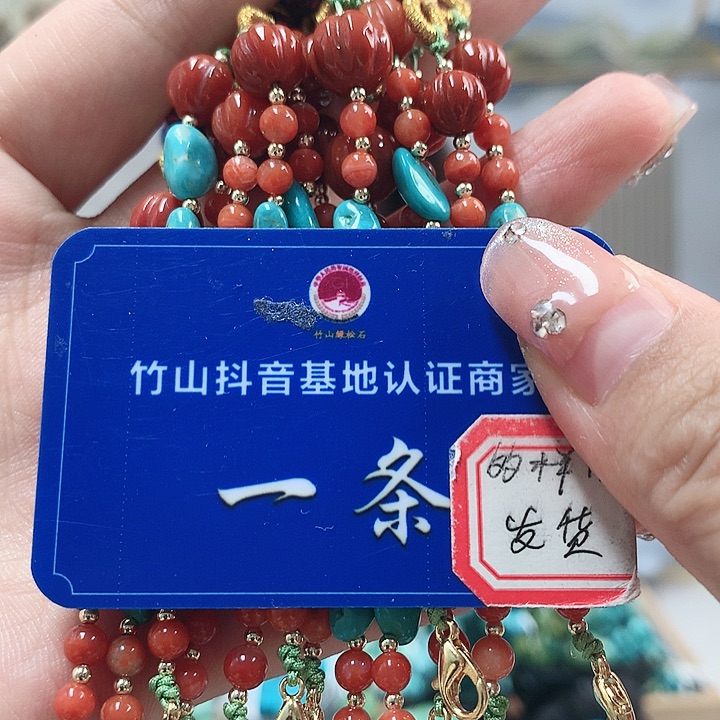 竹山绿松石
竹山抖音基地认证商家
一条
的样
发货